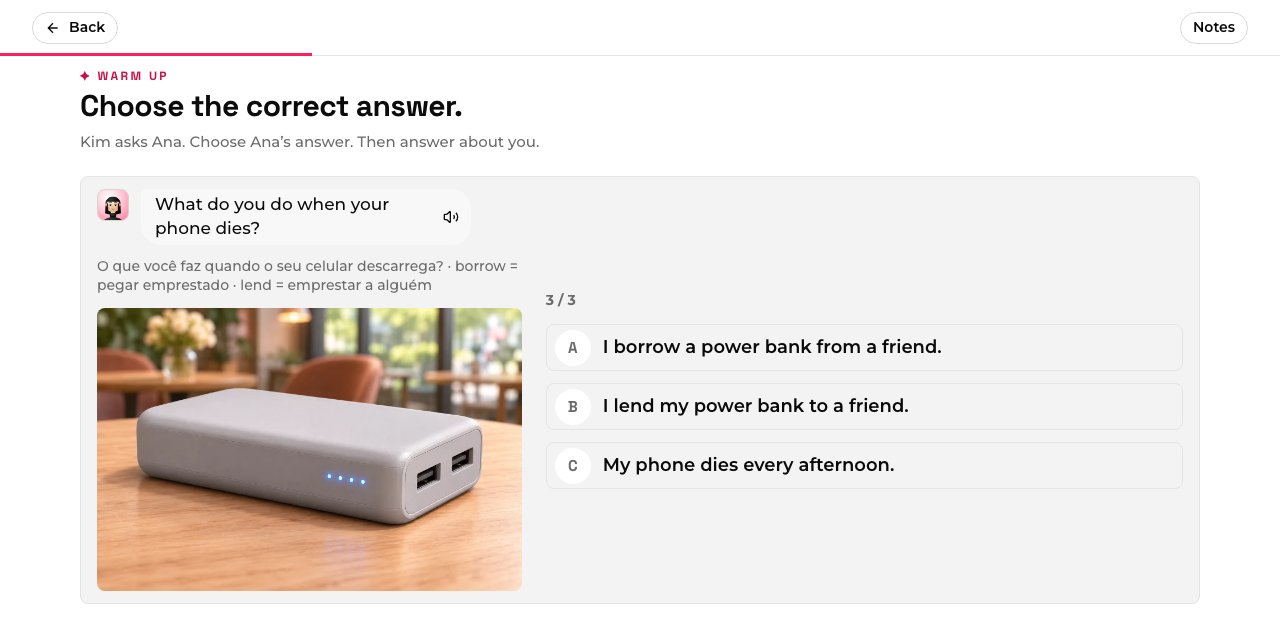 Back
Notes
WARM UP
Choose the correct answer.
Kim asks Ana. Choose Ana’s answer. Then answer about you.
What do you do when your
phone dies?
O que você faz quando o seu celular descarrega? · borrow =
pegar emprestado · lend = emprestar a alguém
3 / 3
A I borrow a power bank from a friend.
B I lend my power bank to a friend.
C My phone dies every afternoon.